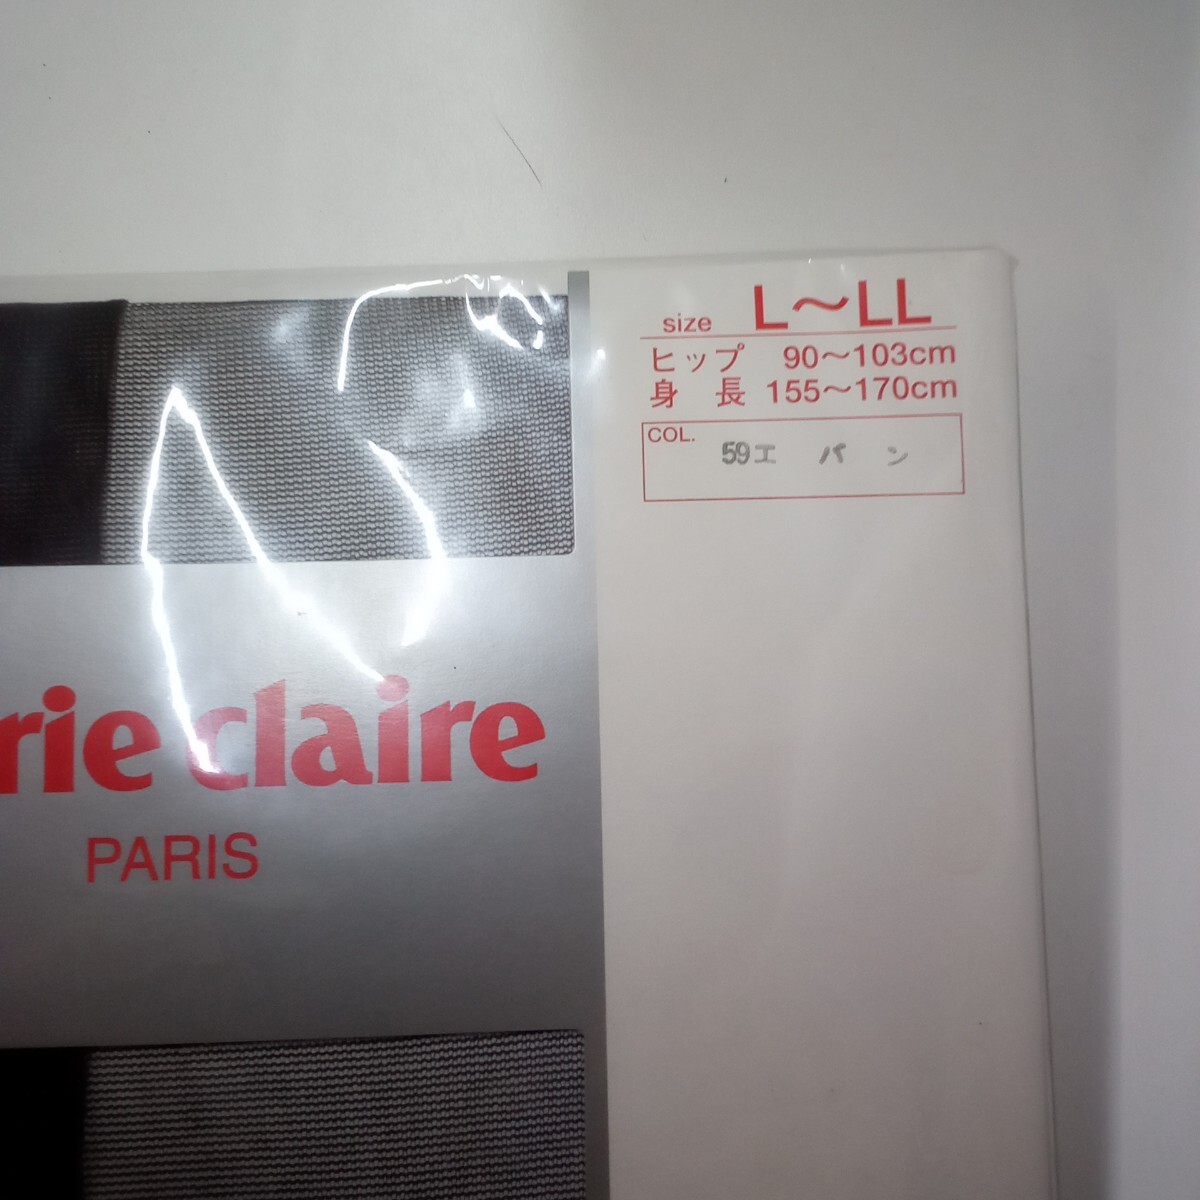 size L～LL
ヒップ 90～103cm
身長 155～170cm
COL.
59エバン
rie claire
PARIS